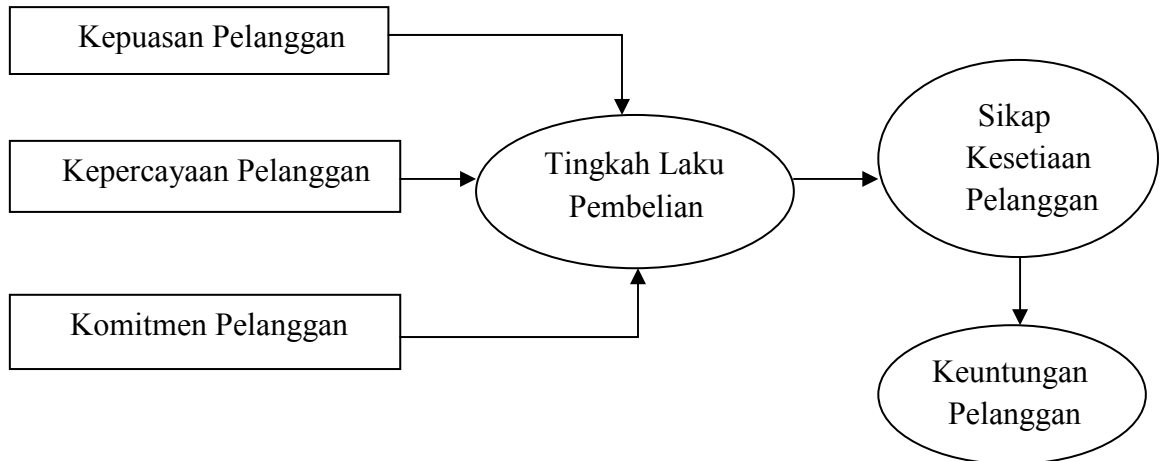 Kepuasan Pelanggan
Kepercayaan Pelanggan
Komitmen Pelanggan
Tingkah Laku
Pembelian
Sikap
Kesetiaan
Pelanggan
Keuntungan
Pelanggan